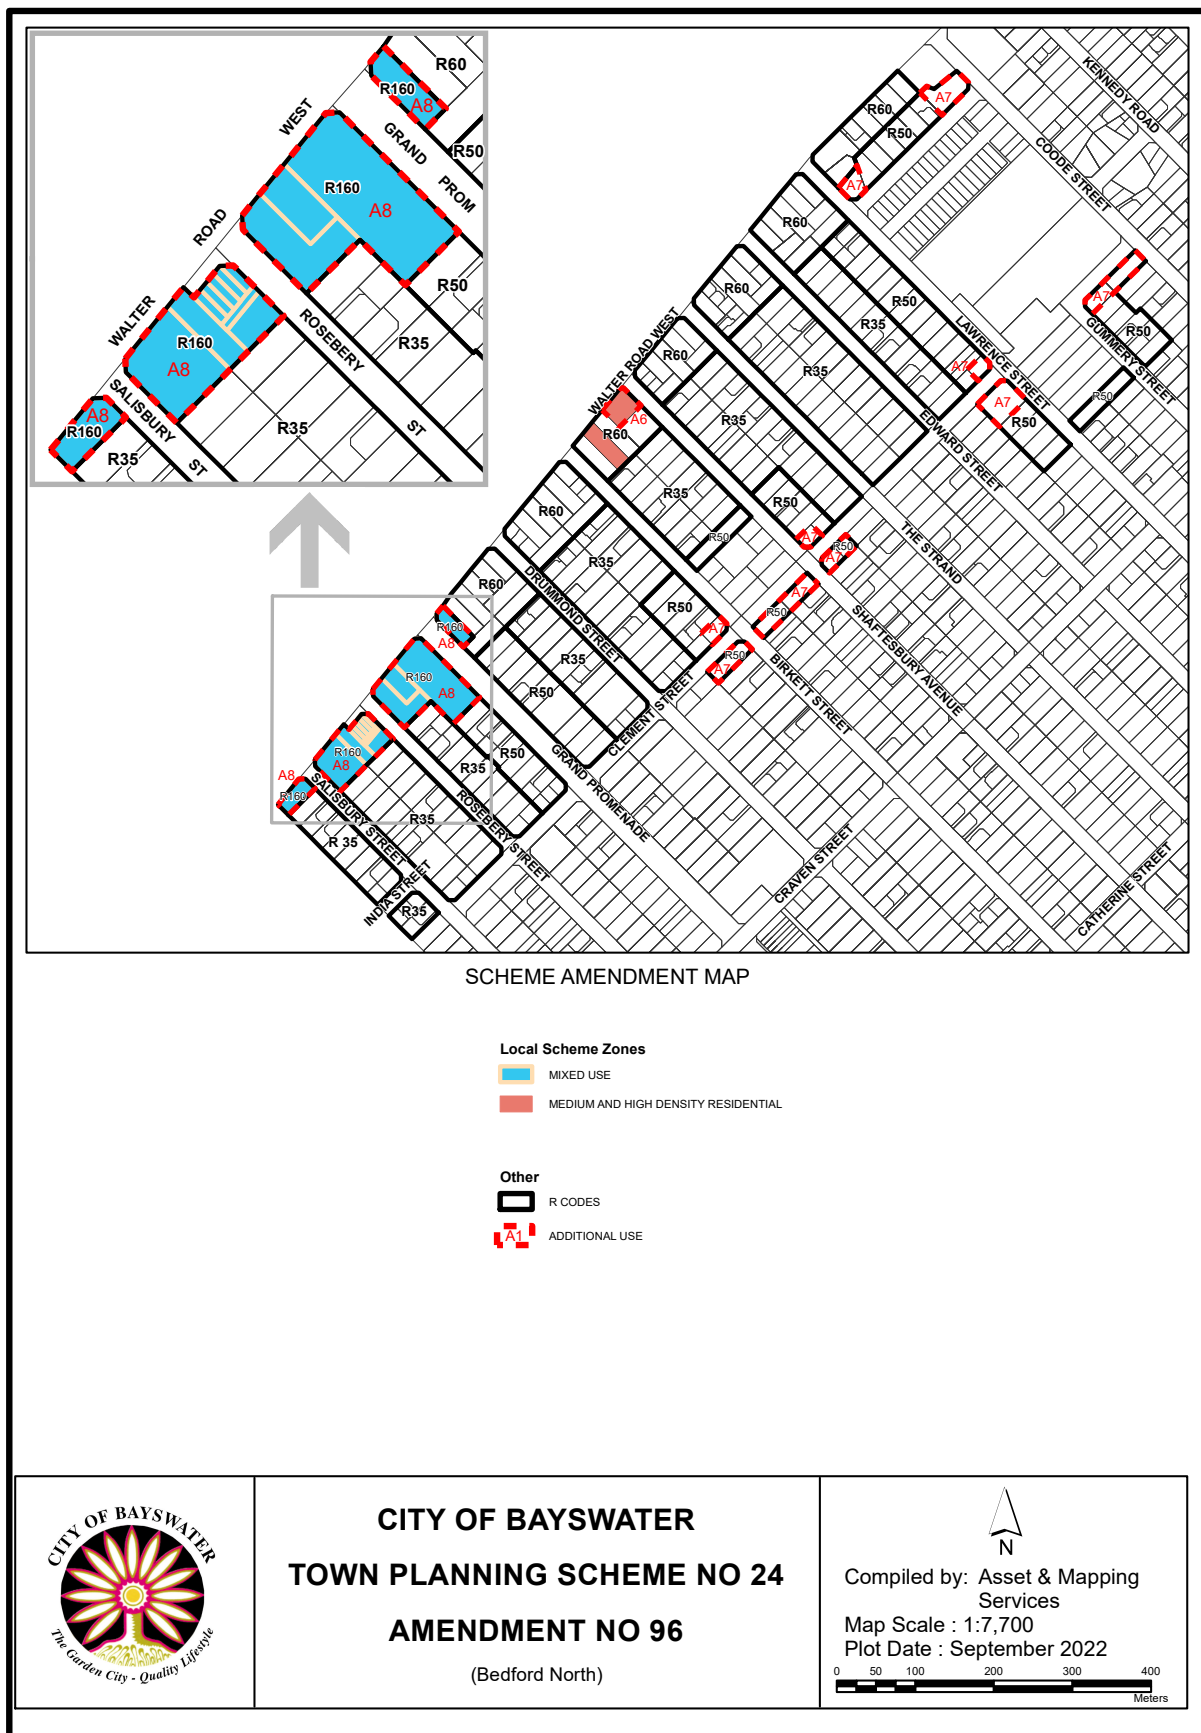 R60
R160
A8
WEST
GRAND
PROM
R50
R160
A8
ROAD
R50
WALTER
ROSEBERY
ST
R160
R35
A8
SALISBURY
ST
A8
R160
R35
R35
KENNEDY ROAD
A7
R60
R50
COODE STREET
A7
R60
R60
R50
A7
GUMMERY STREET
R50
R35
LAWRENCE STREET
WALTER ROAD WEST
R60
R35
A7
A7
R50
R50
A6
R60
R35
EDWARD STREET
R35
R50
R60
R50
A7
R50
A7
THE STRAND
R35
DRUMMOND STREET
R60
R50
A7
R50
A7
SHAFTESBURY AVENUE
R160
A8
R50
A7
BIRKETT STREET
R35
R160
A8
R50
CLEMENT STREET
R160
A8
R50
GRAND PROMENADE
R35
A8
R160
SALISBURY STREET
ROSEBERY STREET
R35
R 35
INDIA STREET
R35
CRAVEN STREET
CATHERINE STREET
SCHEME AMENDMENT MAP
Local Scheme Zones
MIXED USE
MEDIUM AND HIGH DENSITY RESIDENTIAL
Other
R CODES
A1
ADDITIONAL USE
CITY OF BAYSWATER
The Garden City - Quality Lifestyle
CITY OF BAYSWATER
TOWN PLANNING SCHEME NO 24
AMENDMENT NO 96
(Bedford North)
N
Compiled by: Asset & Mapping
Services
Map Scale : 1:7,700
Plot Date : September 2022
0 50 100 200 300 400
Meters